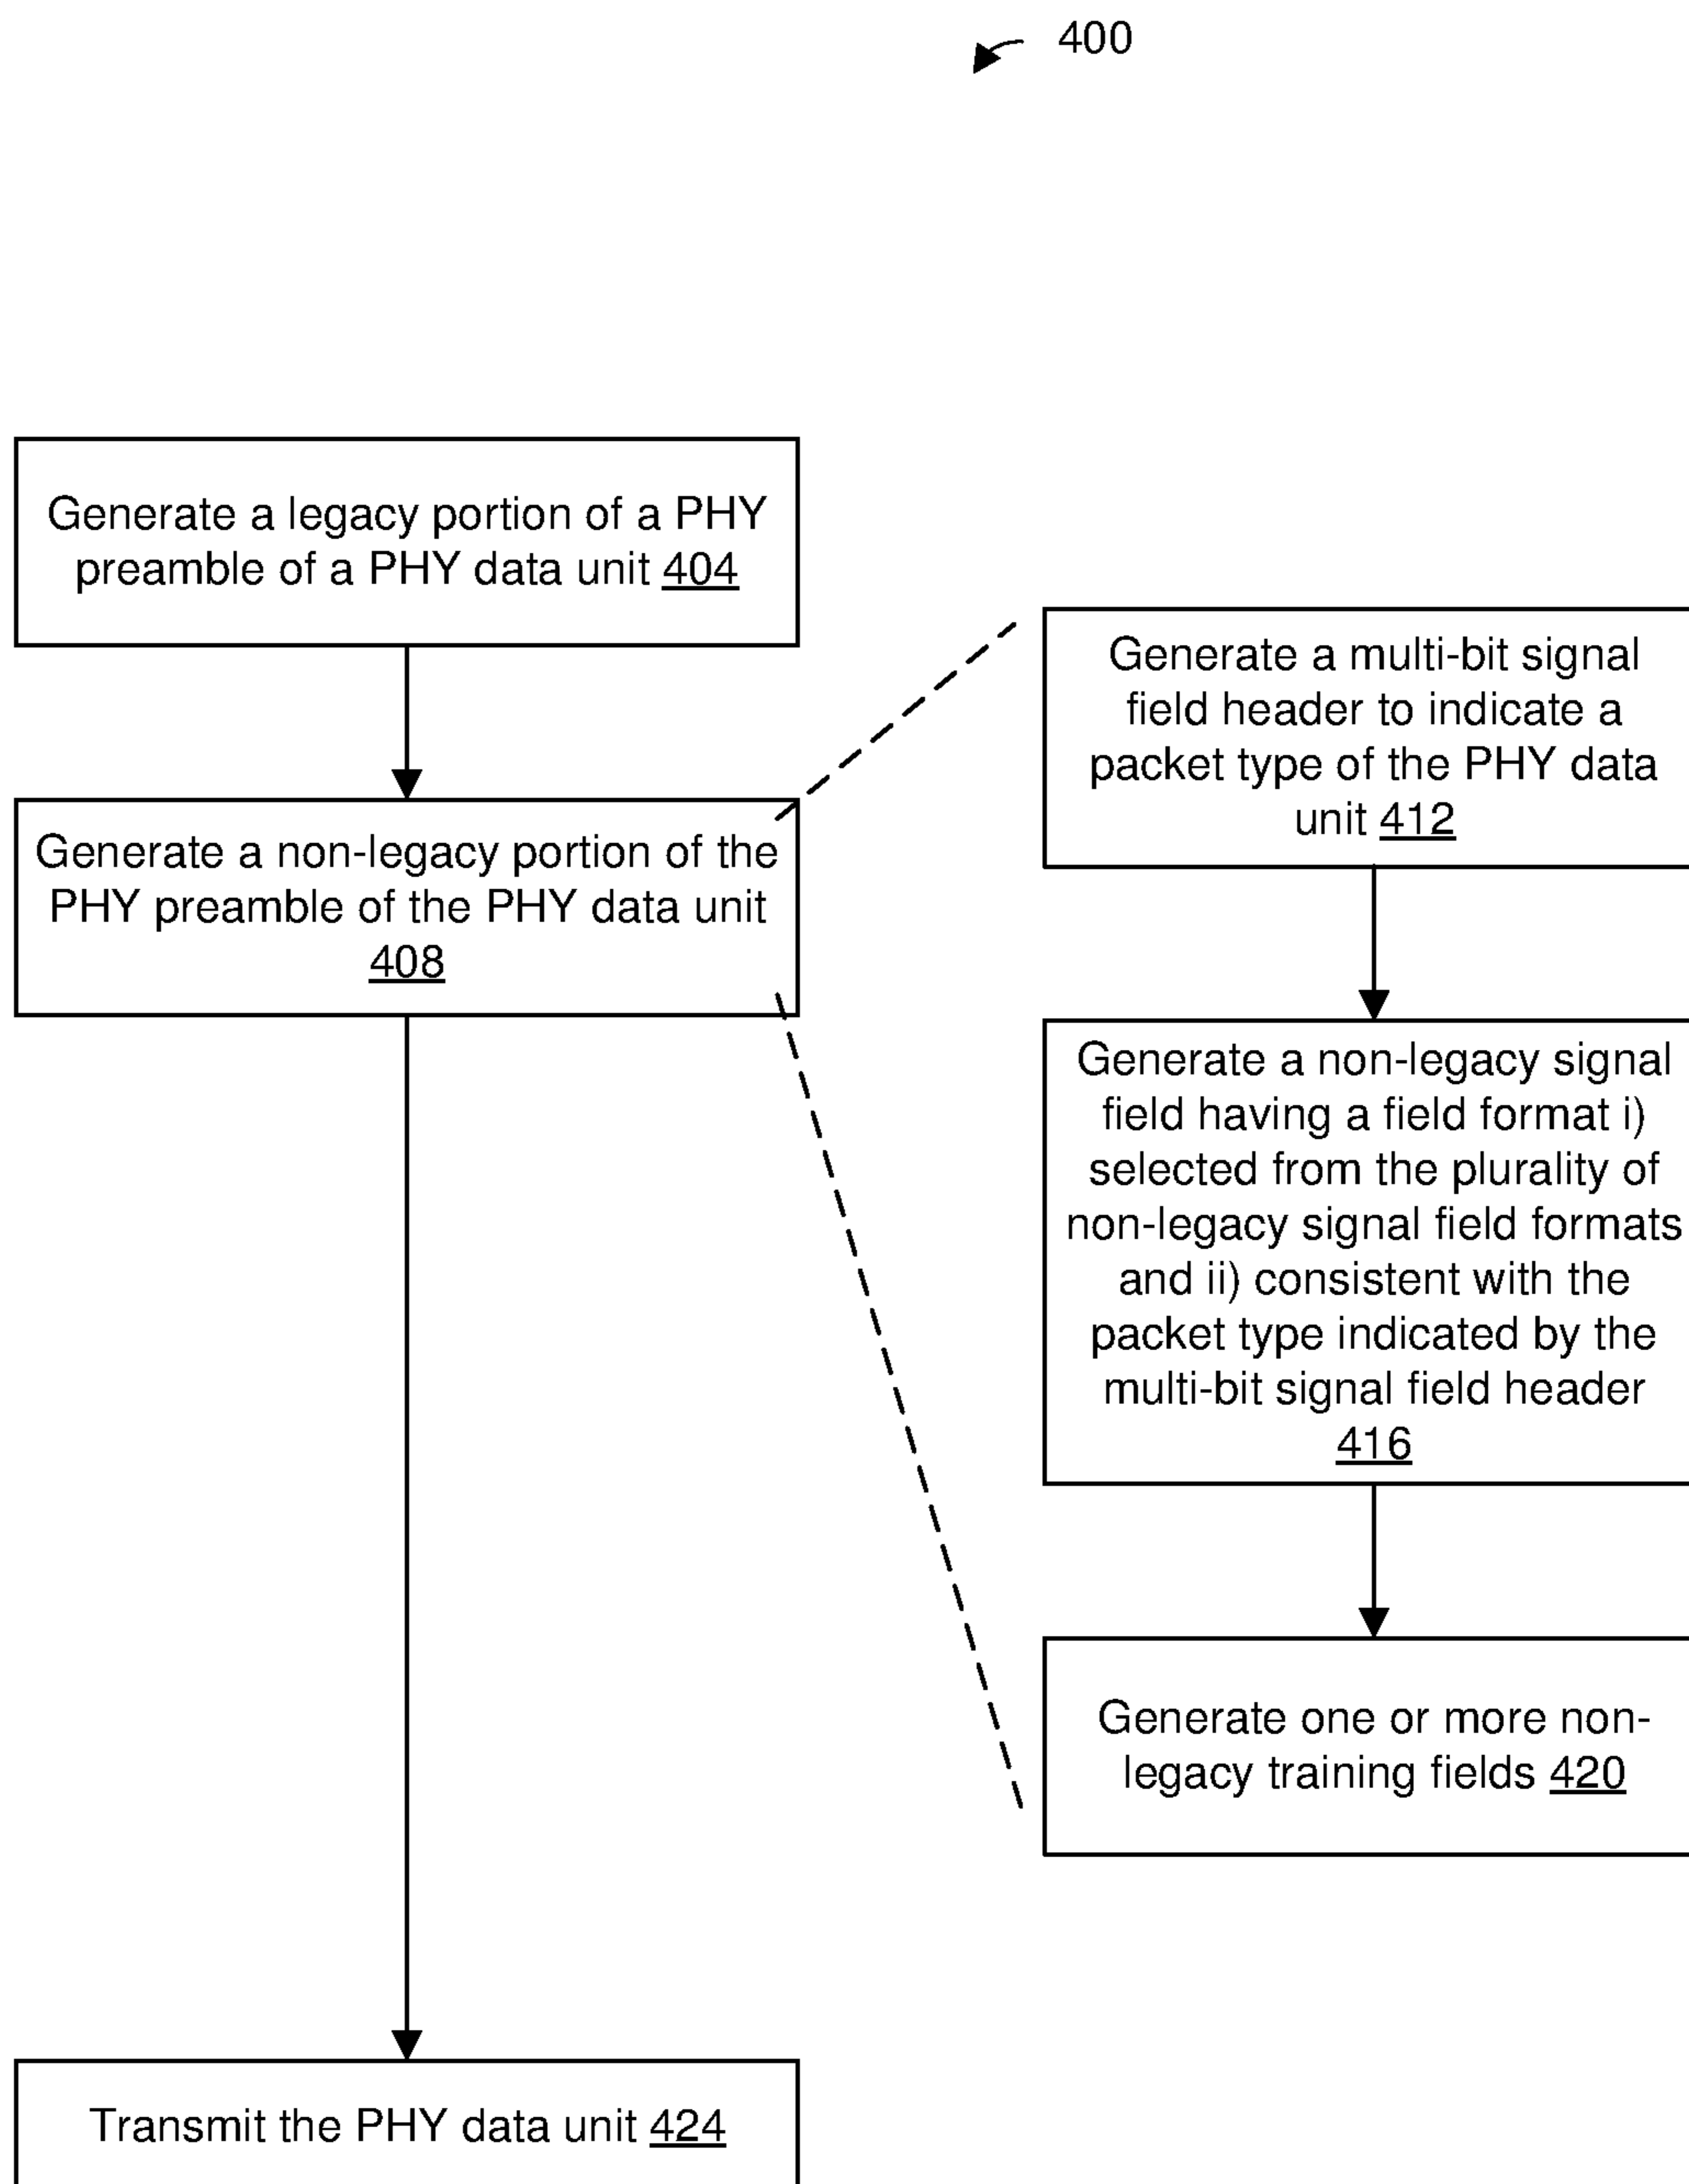 400
Generate a legacy portion of a PHY
preamble of a PHY data unit 404
Generate a non-legacy portion of the
PHY preamble of the PHY data unit
408
Generate a multi-bit signal
field header to indicate a
packet type of the PHY data
unit 412
Generate a non-legacy signal
field having a field format i)
selected from the plurality of
non-legacy signal field formats
and ii) consistent with the
packet type indicated by the
multi-bit signal field header
416
Generate one or more non-
legacy training fields 420
Transmit the PHY data unit 424